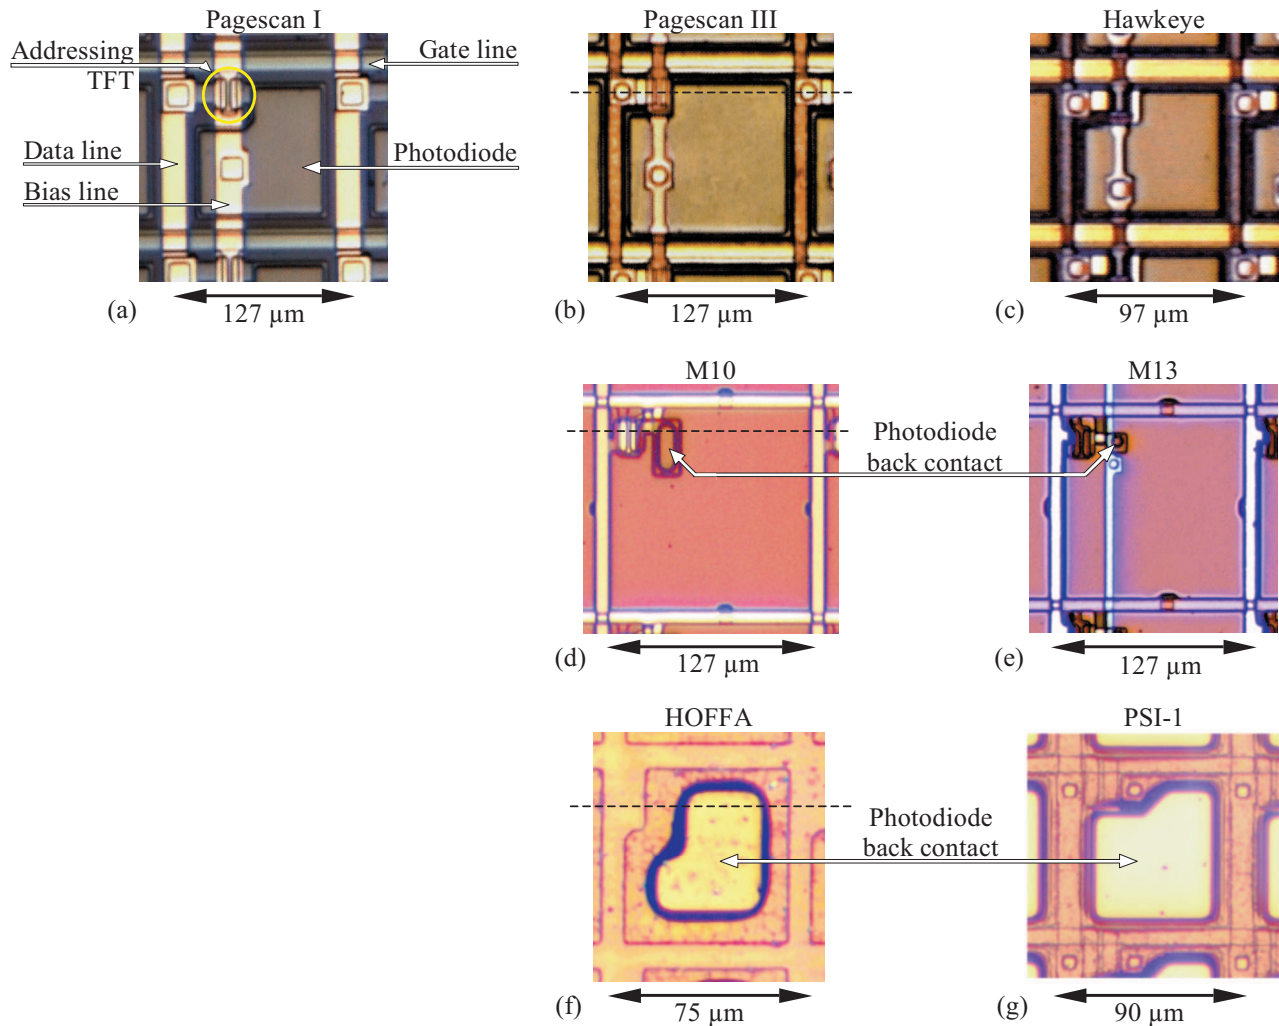 Pagescan I
Addressing
TFT
Gate line
Data line
Photodiode
Bias line
(a)
127 µm
Pagescan III
(b)
127 µm
Hawkeye
(c)
97 µm
M10
(d)
127 µm
Photodiode
back contact
M13
(e)
127 µm
HOFFA
(f)
75 µm
Photodiode
back contact
PSI-1
(g)
90 µm